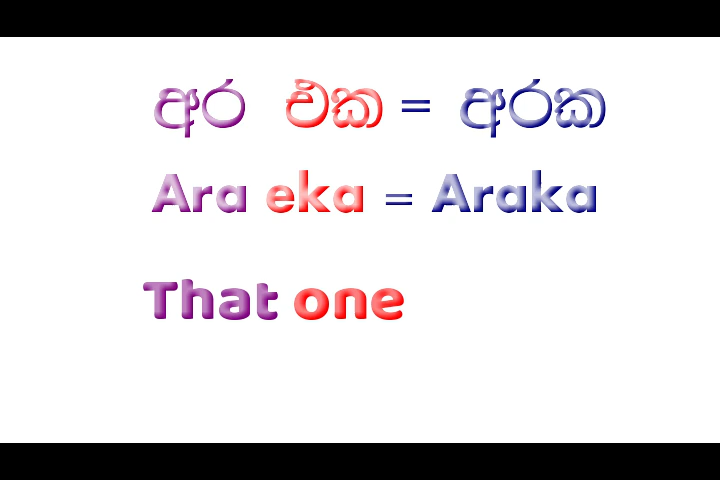 අර එක = අරක
Ara eka = Araka
That one